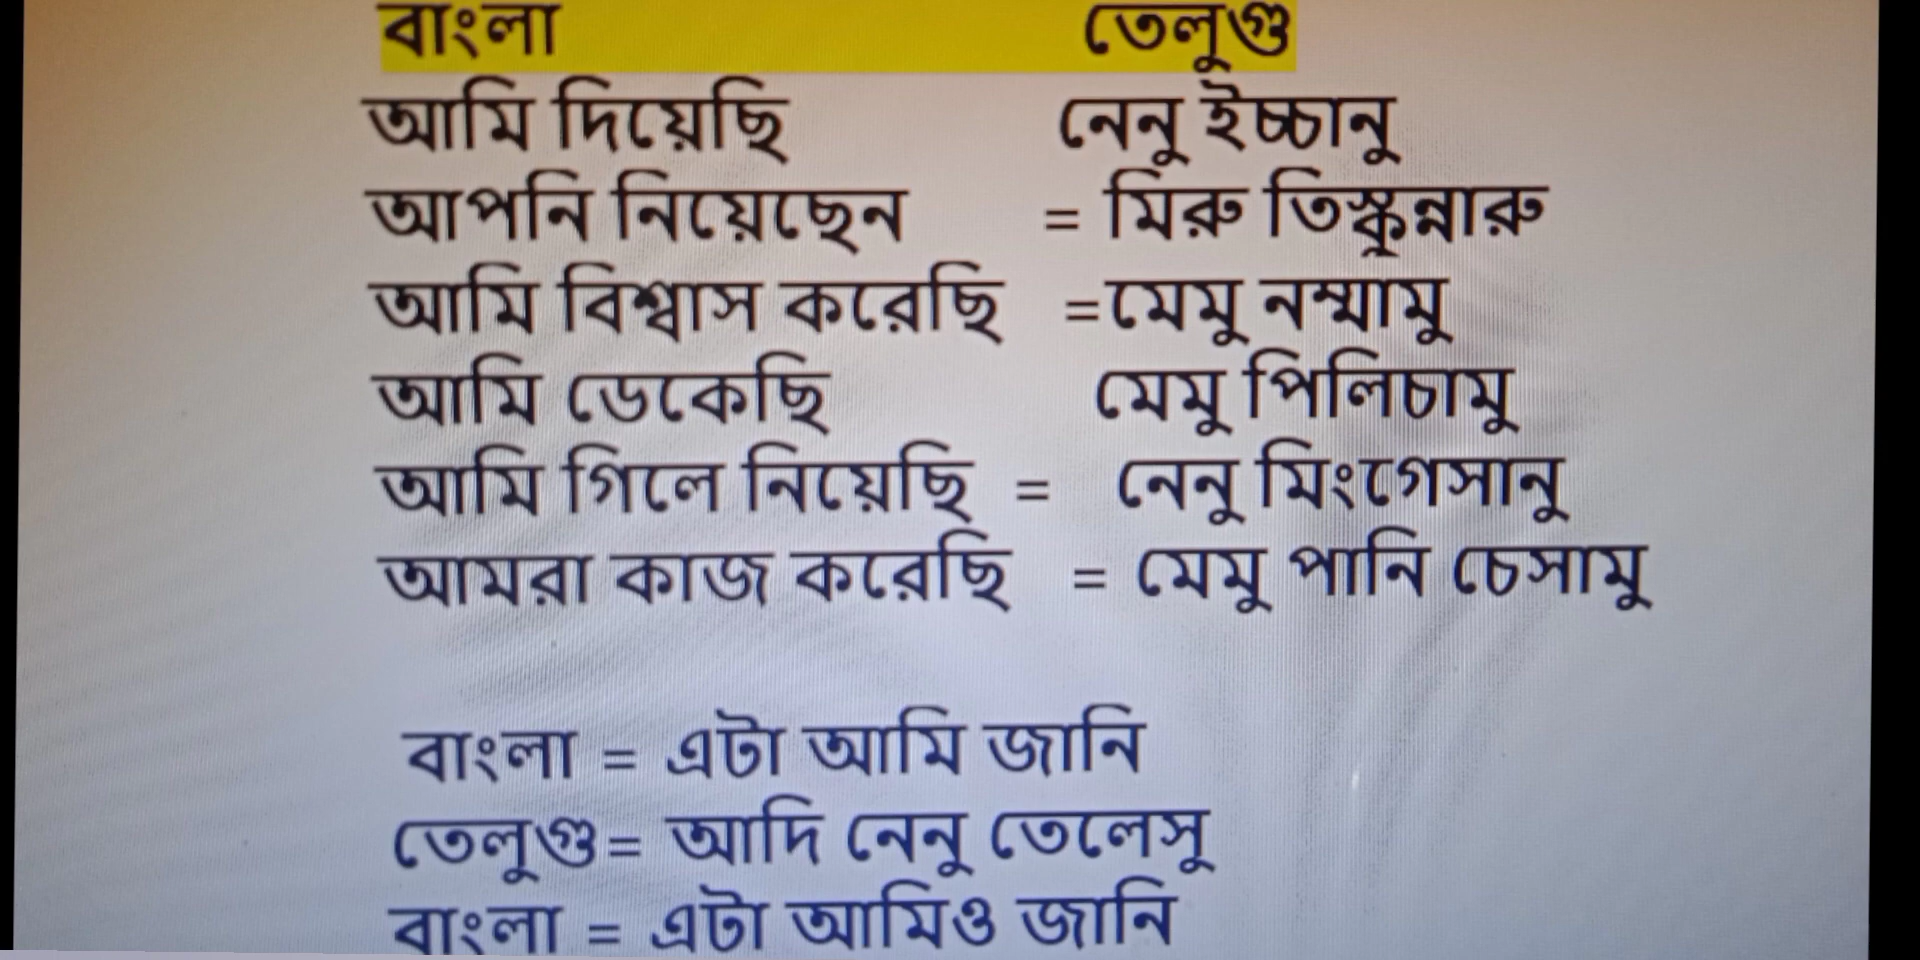 বাংলা তেলুগু
আমি দিয়েছি নেনু ইচ্চানু
আপনি নিয়েছেন = মিরু তিস্কুন্নারু
আমি বিশ্বাস করেছি =মেমু নম্মামু
আমি ডেকেছি মেমু পিলিচামু
আমি গিলে নিয়েছি = নেনু মিংগেসানু
আমরা কাজ করেছি = মেমু পানি চেসামু
বাংলা = এটা আমি জানি
তেলুগু= আদি নেনু তেলেসু
বাংলা = এটা আমিও জানি